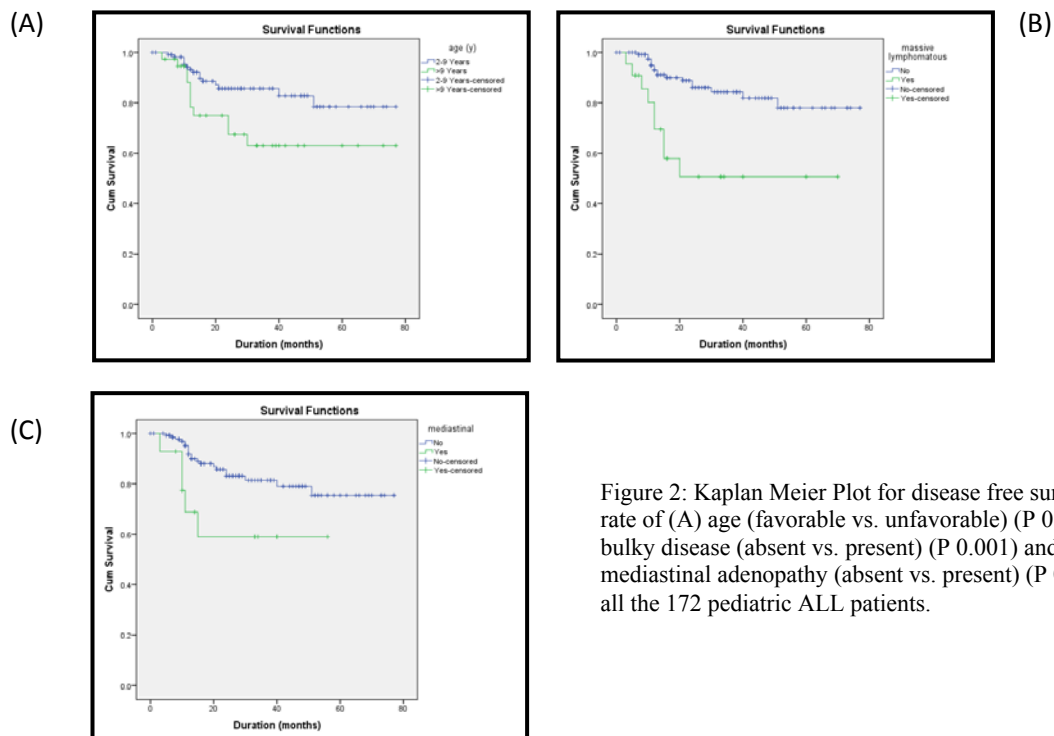 (A)
Survival Functions
age (y)
2-9 Years
>9 Years
2-9 Years-censored
>9 Years-censored
Cum Survival
1.0
0.8
0.6
0.4
0.2
0.0
0
20
40
60
80
Duration (months)
(B)
Survival Functions
massive
lymphomatous
No
Yes
No-censored
Yes-censored
Cum Survival
1.0
0.8
0.6
0.4
0.2
0.0
0
20
40
60
80
Duration (months)
(C)
Survival Functions
mediastinal
No
Yes
No-censored
Yes-censored
Cum Survival
1.0
0.8
0.6
0.4
0.2
0.0
0
20
40
60
80
Duration (months)
Figure 2: Kaplan Meier Plot for disease free
rate of (A) age (favorable vs. unfavorable) (P
bulky disease (absent vs. present) (P 0.001) and
mediastinal adenopathy (absent vs. present) (P
all the 172 pediatric ALL patients.